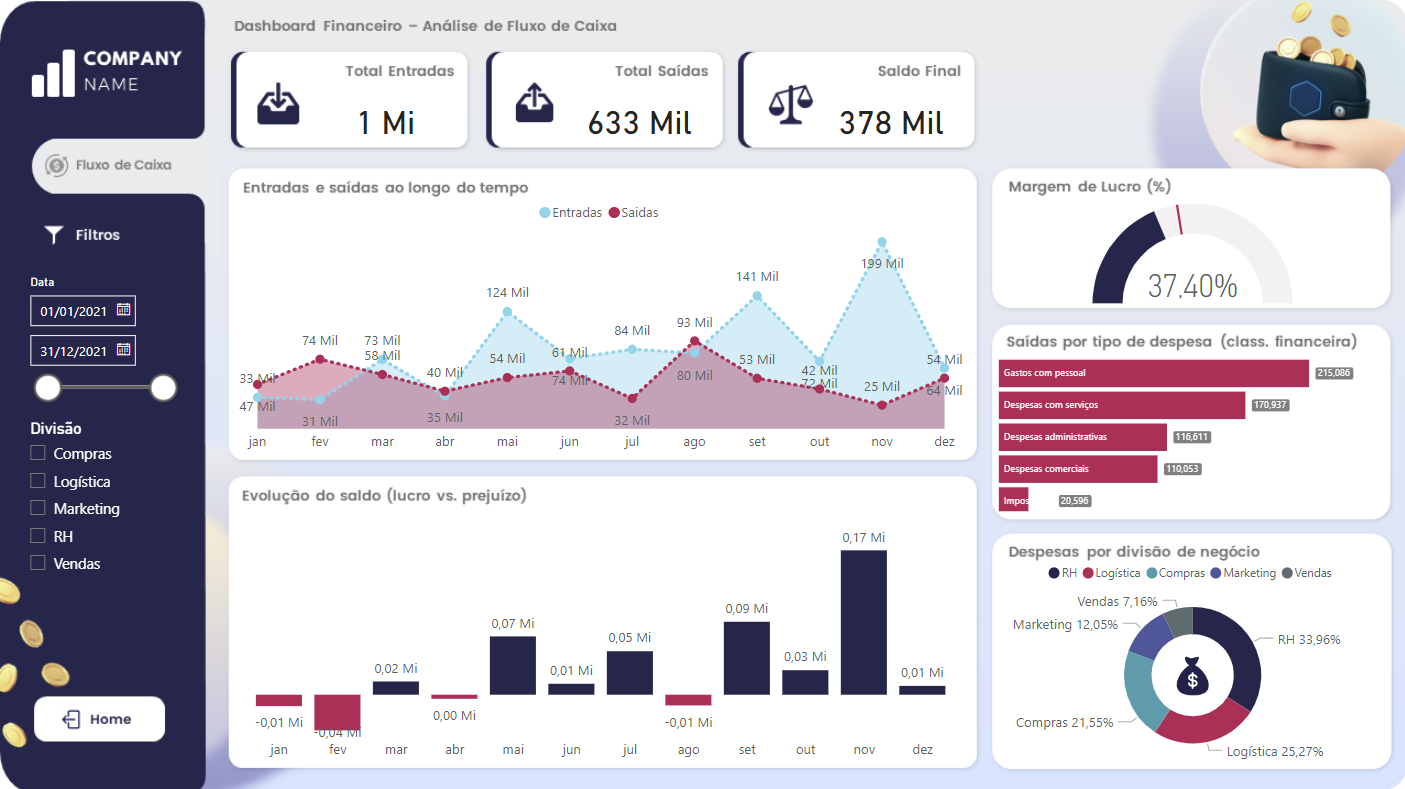 COMPANY
NAME
Fluxo de Caixa
Filtros
Data
01/01/2021
31/12/2021
Divisão
Compras
Logística
Marketing
RH
Vendas
Home
Dashboard Financeiro – Análise de Fluxo de Caixa
Total Entradas
1 Mi
Total Saídas
633 Mil
Saldo Final
378 Mil
Entradas e saídas ao longo do tempo
Entradas Saidas
199 Mil
141 Mil
124 Mil
93 Mil
84 Mil
74 Mil 73 Mil
58 Mil 54 Mil 61 Mil 53 Mil 54 Mil
33 Mil 40 Mil 74 Mil 80 Mil 42 Mil 25 Mil 64 Mil
72 Mil
47 Mil 31 Mil 35 Mil 32 Mil
jan fev mar abr mai jun jul ago set out nov dez
Evolução do saldo (lucro vs. prejuízo)
0,17 Mi
0,09 Mi
0,07 Mi
0,05 Mi
0,03 Mi
0,02 Mi 0,01 Mi 0,01 Mi
-0,01 Mi -0,04 Mi 0,00 Mi -0,01 Mi
jan fev mar abr mai jun jul ago set out nov dez
Margem de Lucro (%)
37,40%
Saídas por tipo de despesa (class. financeira)
Gastos com pessoal 215,086
Despesas com serviços 170,937
Despesas administrativas 116,611
Despesas comerciais 110,053
Impos 20,596
Despesas por divisão de negócio
RH Logística Compras Marketing Vendas
Vendas 7,16%
Marketing 12,05%
RH 33,96%
Compras 21,55%
Logística 25,27%